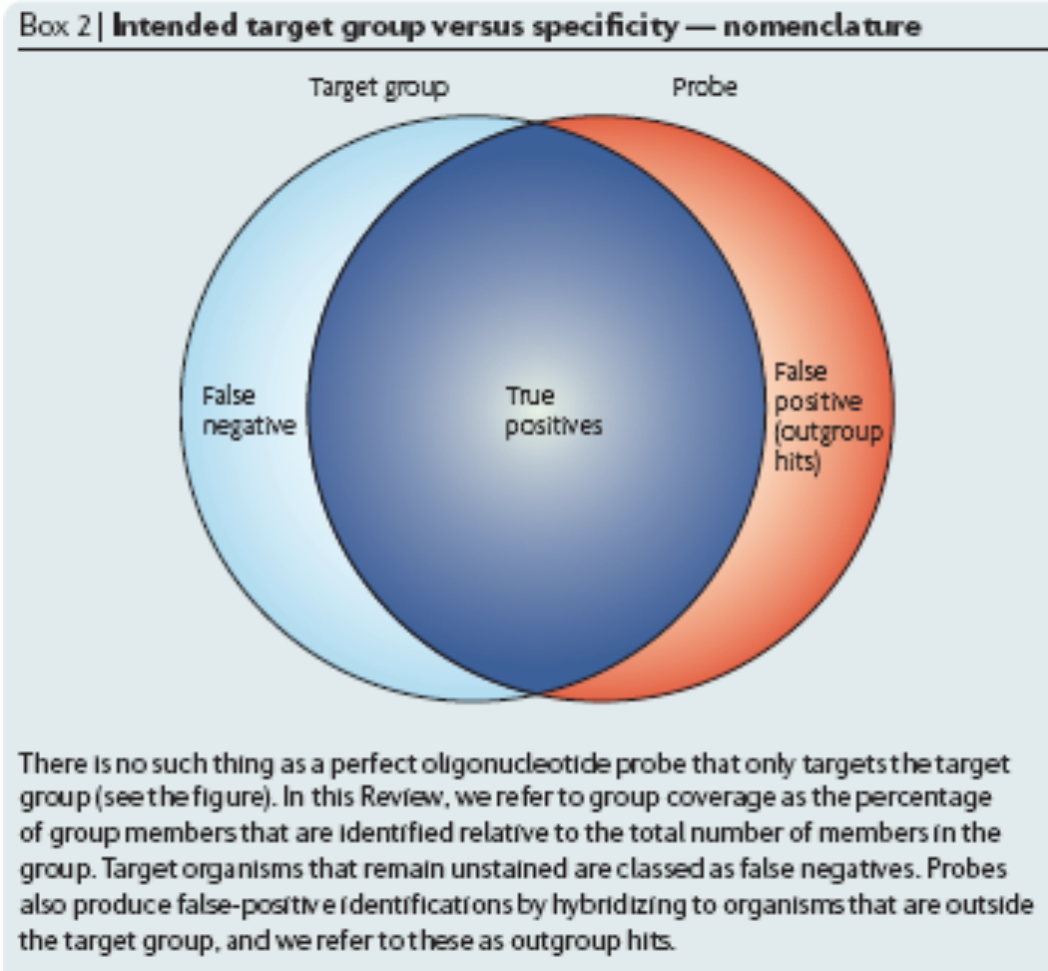 Box 2 | Intended target group versus specificity — nomenclature
Target group
Probe
False
negative
True
positives
False
positive
(outgroup
hits)
There is no such thing as a perfect oligonucleotide probe that only targets the target
group (see the figure). In this Review, we refer to group coverage as the percentage
of group members that are identified relative to the total number of members in the
group. Target organisms that remain unstained are classed as false negatives. Probes
also produce false-positive identifications by hybridizing to organisms that are outside
the target group, and we refer to these as outgroup hits.